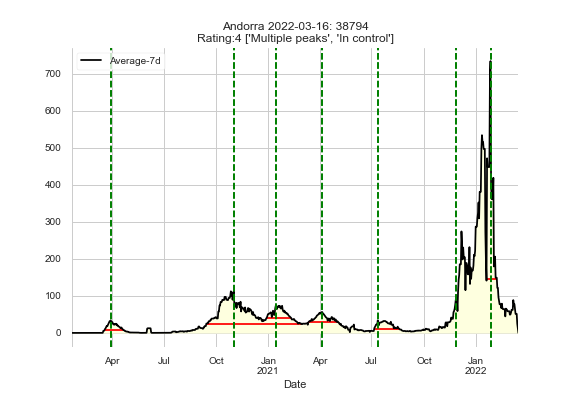 Andorra 2022-03-16: 38794
Rating:4 ['Multiple peaks', 'In control']
Average-7d
700
600
500
400
300
200
100
0
Apr Jul Oct Jan Apr Jul Oct Jan
2021 2022
Date